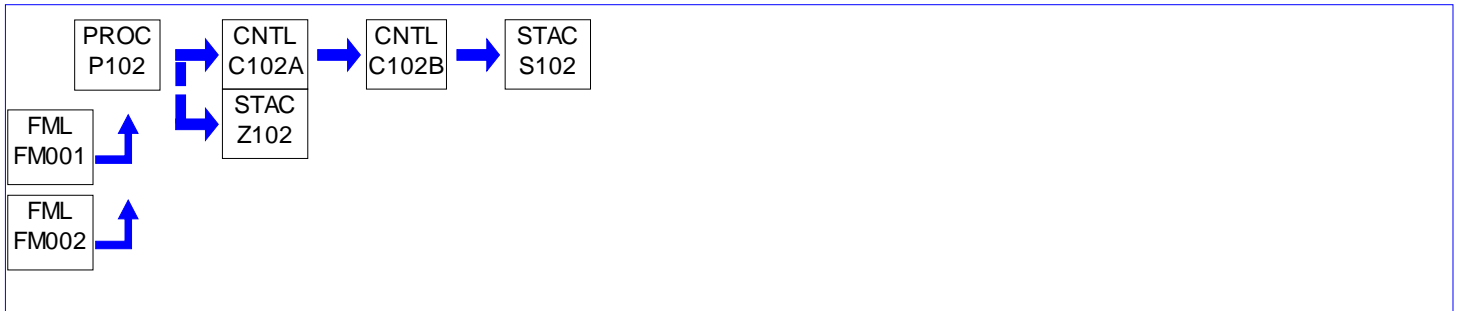 PROC
P102
CNTL
C102A
CNTL
C102B
STAC
S102
STAC
Z102
FML
FM001
FML
FM002